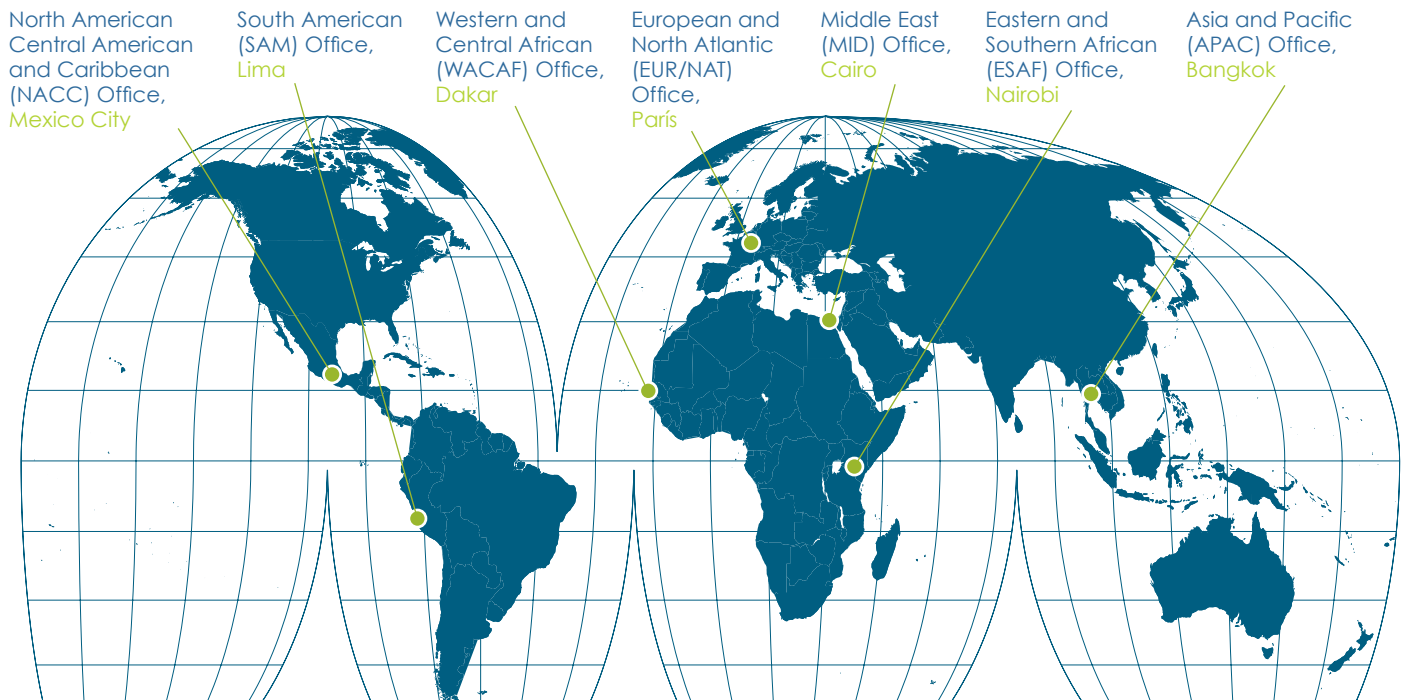 North American
Central American
and Caribbean
(NACC) Office,
Mexico City
South American
(SAM) Office,
Lima
Western and
Central African
(WACAF) Office,
Dakar
European and
North Atlantic
(EUR/NAT)
Office,
París
Middle East
(MID) Office,
Cairo
Eastern and
Southern African
(ESAF) Office,
Nairobi
Asia and Pacific
(APAC) Office,
Bangkok